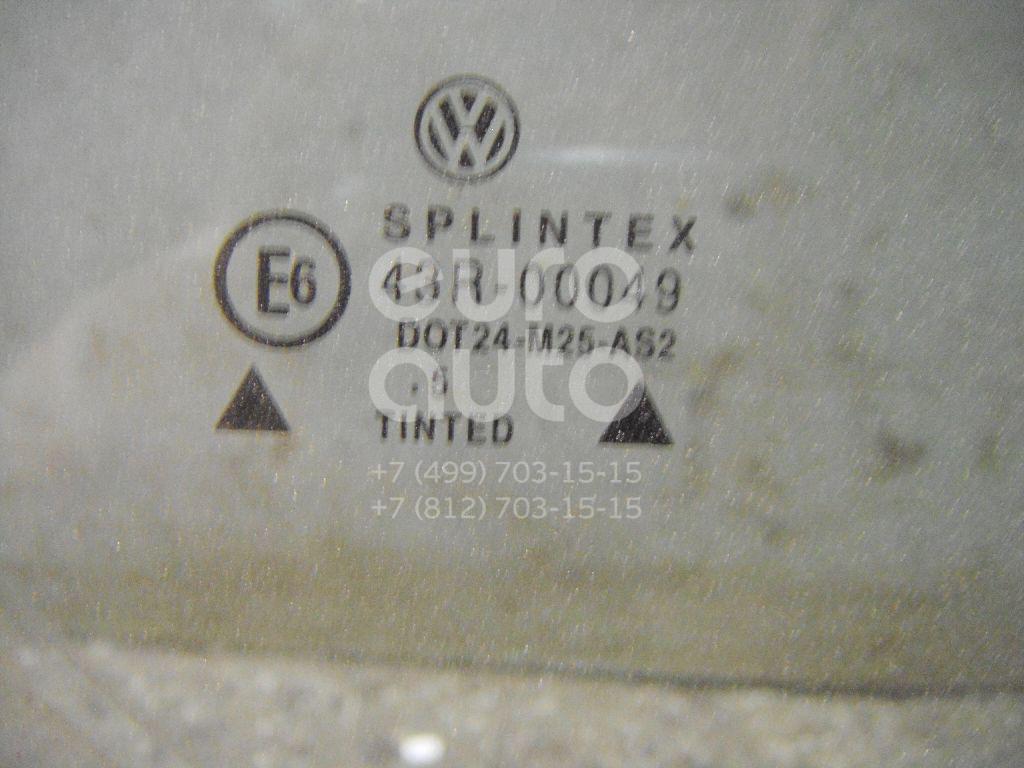 SPLINTEX
E6
43R-00049
DOT24-M25-AS2
.5
TINTED
euro
auto
+7 (499) 703-15-15
+7 (812) 703-15-15